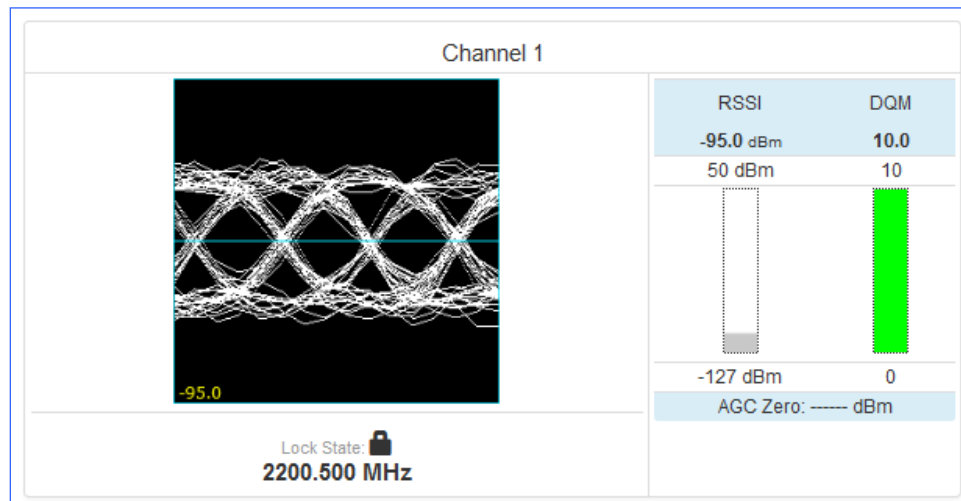 Channel 1
RSSI DQM
-95.0 dBm 10.0
50 dBm 10
-95.0
-127 dBm 0
AGC Zero: ------ dBm
Lock State:
2200.500 MHz